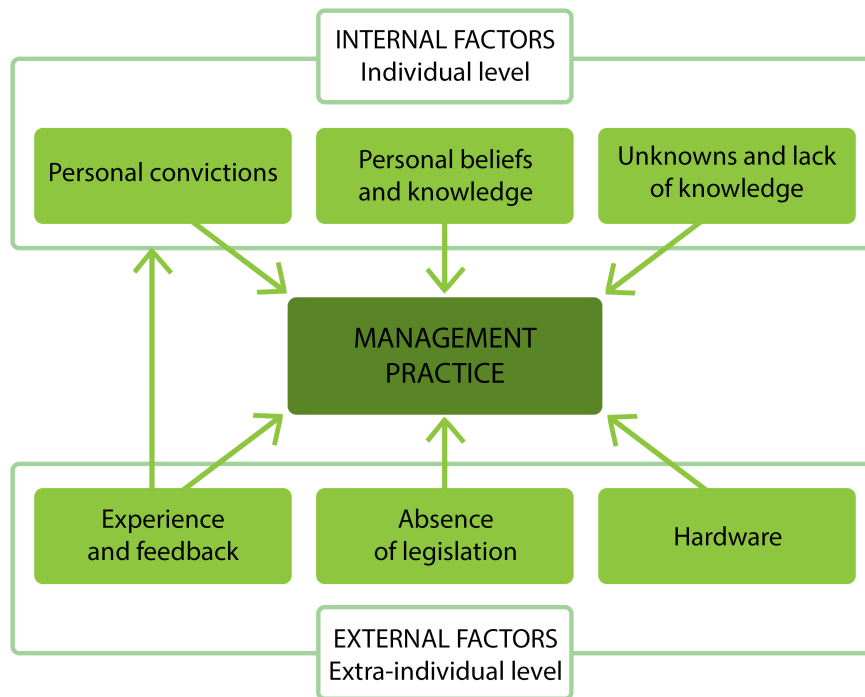 INTERNAL FACTORS
Individual level
Personal convictions
Personal beliefs
and knowledge
Unknowns and lack
of knowledge
MANAGEMENT
PRACTICE
Experience
and feedback
Absence
of legislation
Hardware
EXTERNAL FACTORS
Extra-individual level